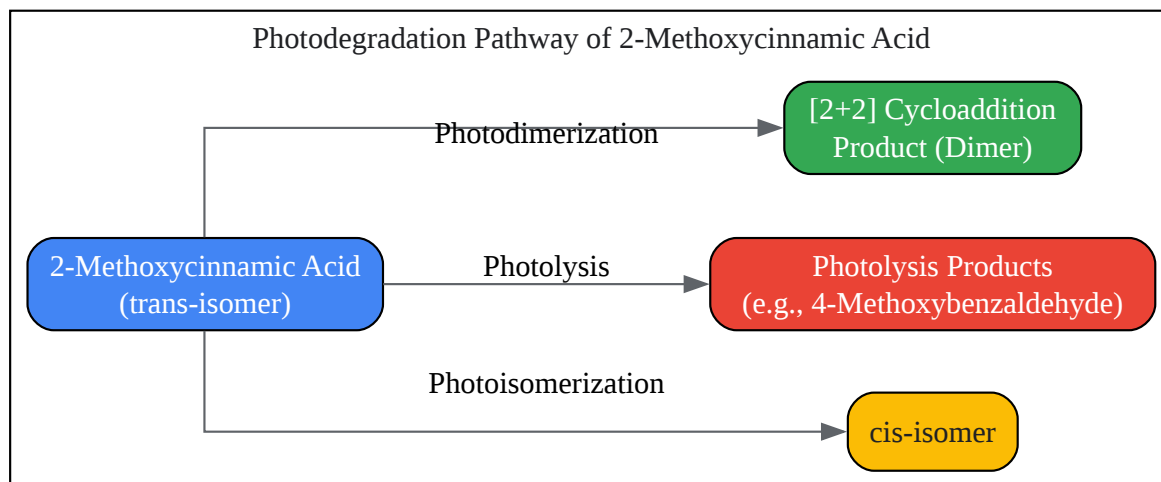 Photodegradation Pathway of 2-Methoxycinnamic Acid
[2+2] Cycloaddition
Product (Dimer)
Photodimerization
2-Methoxycinnamic Acid
(trans-isomer)
Photolysis
Photolysis Products
(e.g., 4-Methoxybenzaldehyde)
Photoisomerization
cis-isomer